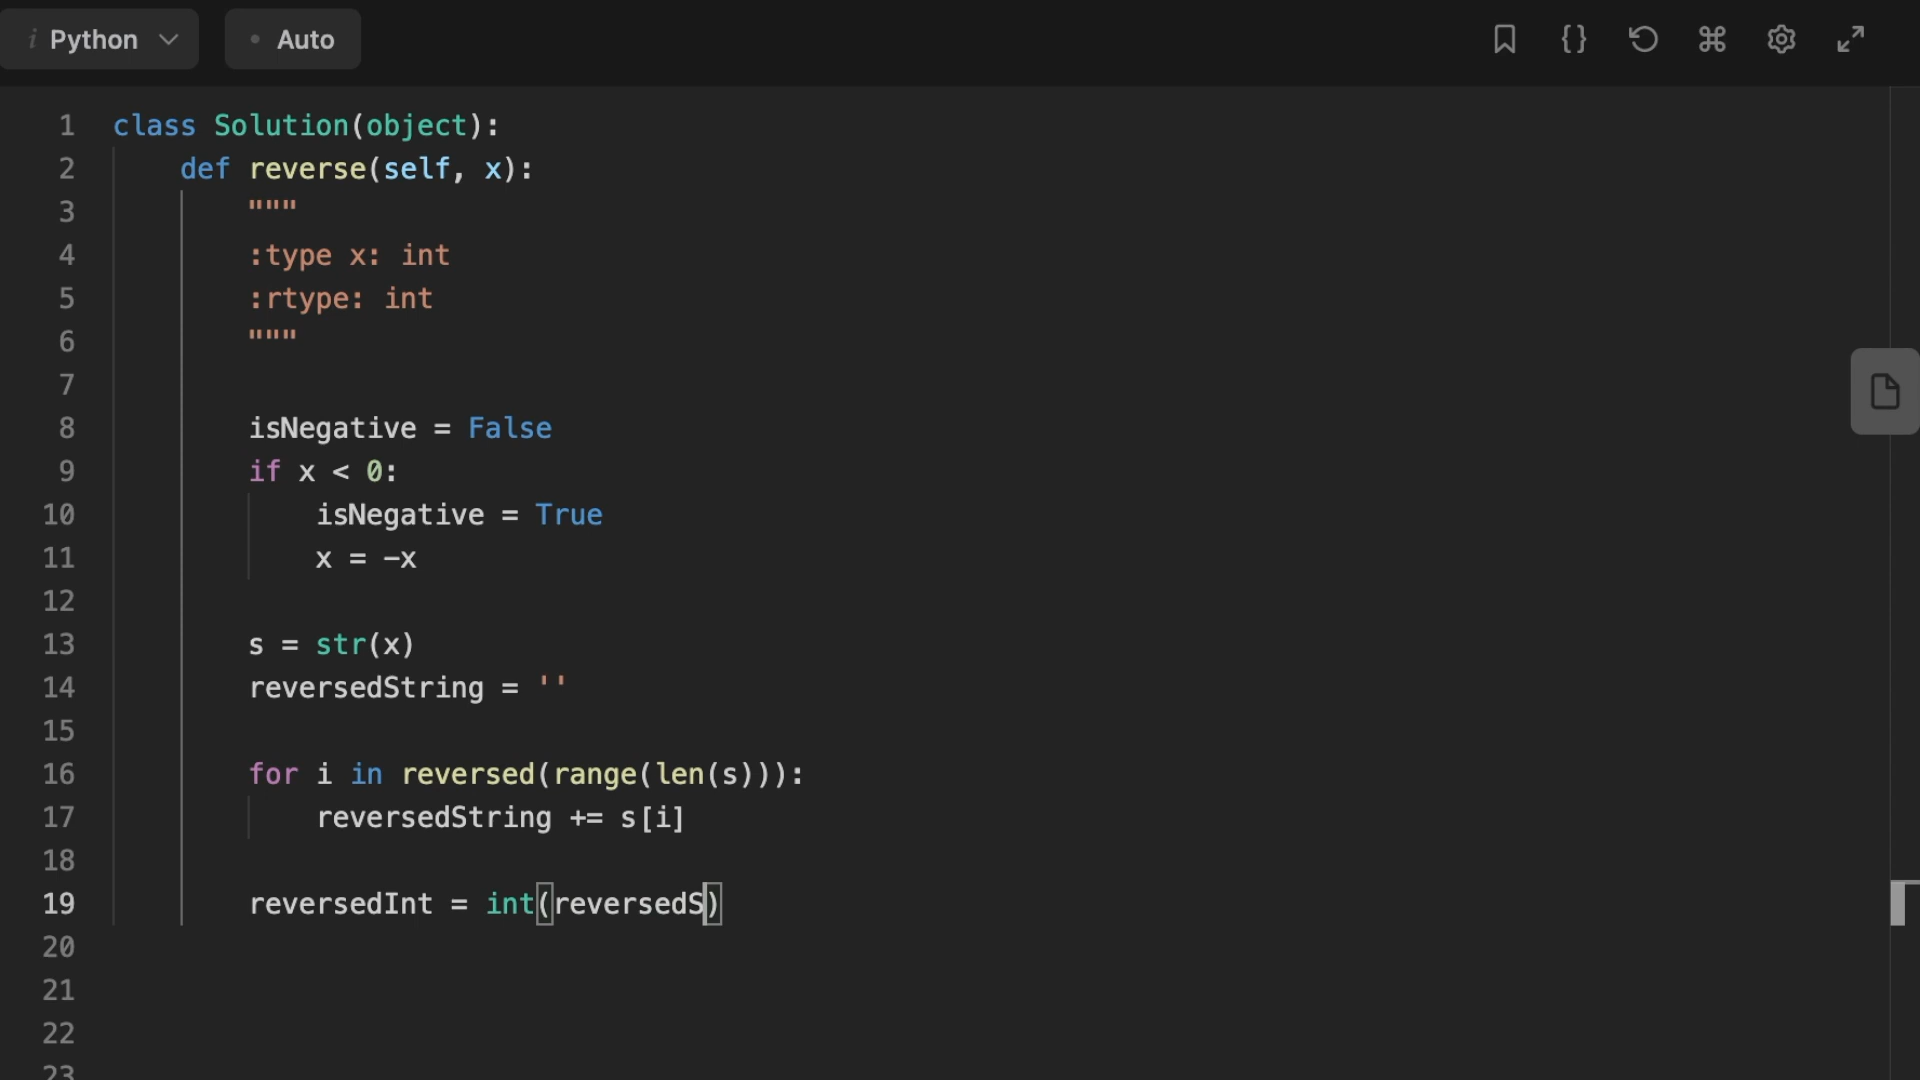 Python
Auto
1 class Solution(object):
2 def reverse(self, x):
3 """
4 :type x: int
5 :rtype: int
6 """
7
8 isNegative = False
9 if x < 0:
10 isNegative = True
11 x = -x
12
13 s = str(x)
14 reversedString = ''
15
16 for i in reversed(range(len(s))):
17 reversedString += s[i]
18
19 reversedInt = int(reversedS)
20
21
22
23